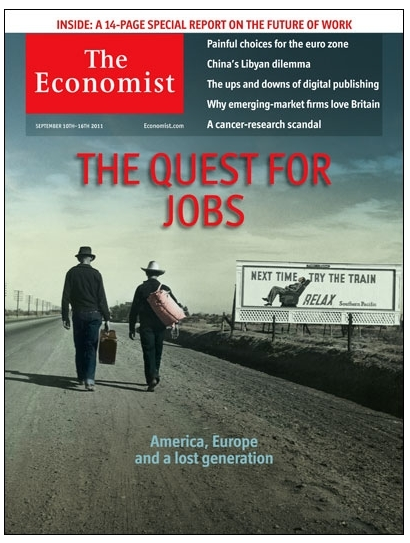 INSIDE: A 14-PAGE SPECIAL REPORT ON THE FUTURE OF WORK
The
Economist
SEPTEMBER 10TH–16TH 2011
Economist.com
Painful choices for the euro zone
China's Libyan dilemma
The ups and downs of digital publishing
Why emerging-market firms love Britain
A cancer-research scandal
THE QUEST FOR
JOBS
NEXT TIME TRY THE TRAIN
RELAX
Southern Pacific
America, Europe
and a lost generation